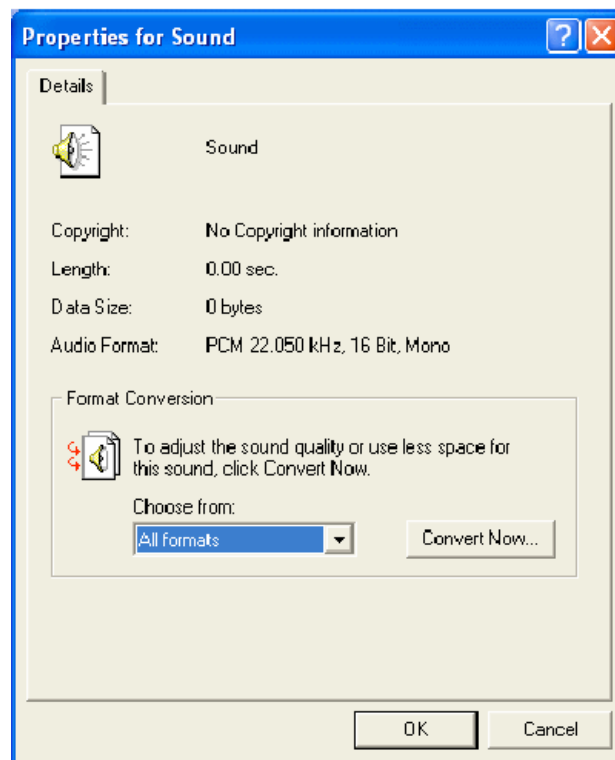 Properties for Sound
Details
Sound
Copyright: No Copyright information
Length: 0.00 sec.
Data Size: 0 bytes
Audio Format: PCM 22.050 kHz, 16 Bit, Mono
Format Conversion
To adjust the sound quality or use less space for
this sound, click Convert Now.
Choose from:
All formats
Convert Now...
OK
Cancel